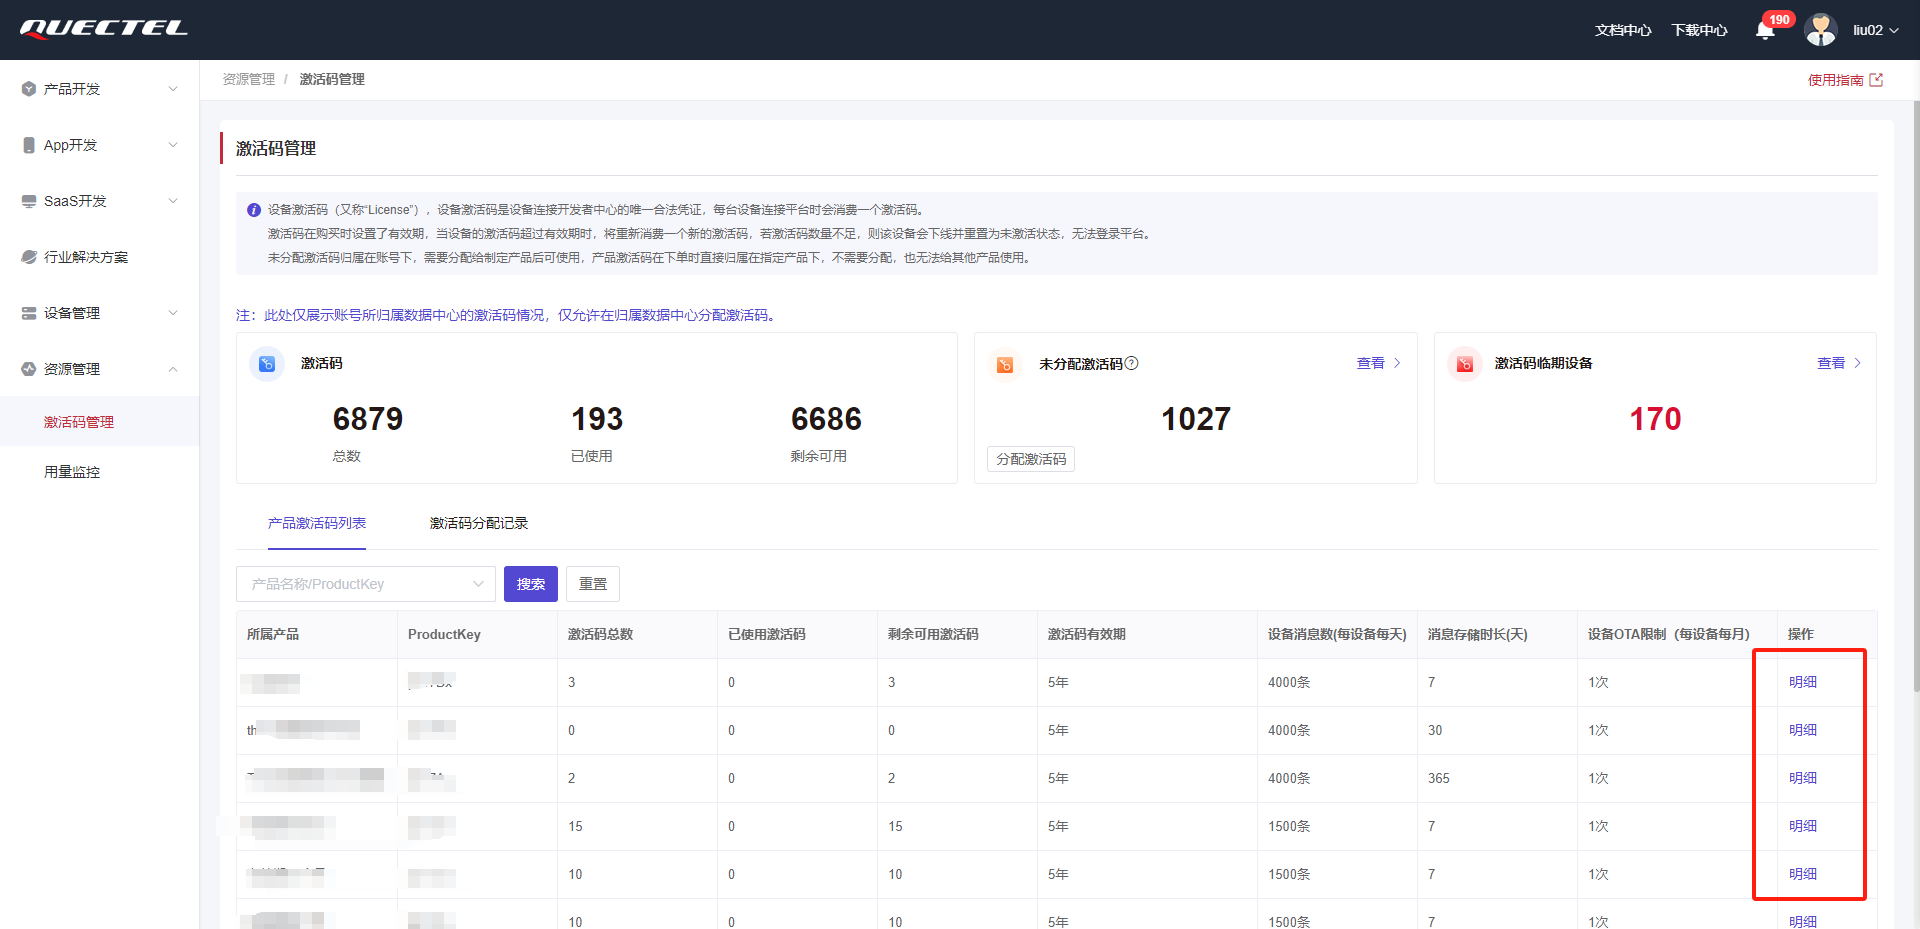 QUECTEL
文档中心
下载中心
190
liu02
产品开发
App开发
SaaS开发
行业解决方案
设备管理
资源管理
激活码管理
用量监控
资源管理 / 激活码管理
使用指南
激活码管理
设备激活码（又称“License”），设备激活码是设备连接开发者中心的唯一合法凭证，每台设备连接平台时会消费一个激活码。
激活码在购买时设置了有效期，当设备的激活码超过有效期时，将重新消费一个新的激活码，若激活码数量不足，则该设备会下线并重置为未激活状态，无法登录平台。
未分配激活码归属在账号下，需要分配给制定产品后可使用，产品激活码在下单时直接归属在指定产品下，不需要分配，也无法给其他产品使用。
注：此处仅展示账号所归属数据中心的激活码情况，仅允许在归属数据中心分配激活码。
激活码
6879 193 6686
总数 已使用 剩余可用
未分配激活码? 查看
1027
分配激活码
激活码临期设备 查看
170
产品激活码列表 激活码分配记录
产品名称/ProductKey 搜索 重置
所属产品 ProductKey 激活码总数 已使用激活码 剩余可用激活码 激活码有效期 设备消息数(每设备每天) 消息存储时长(天) 设备OTA限制（每设备每月） 操作
3 0 3 5年 4000条 7 1次 明细
th 0 0 0 5年 4000条 30 1次 明细
2 0 2 5年 4000条 365 1次 明细
15 0 15 5年 1500条 7 1次 明细
10 0 10 5年 1500条 7 1次 明细
10 0 10 5年 1500条 7 1次 明细